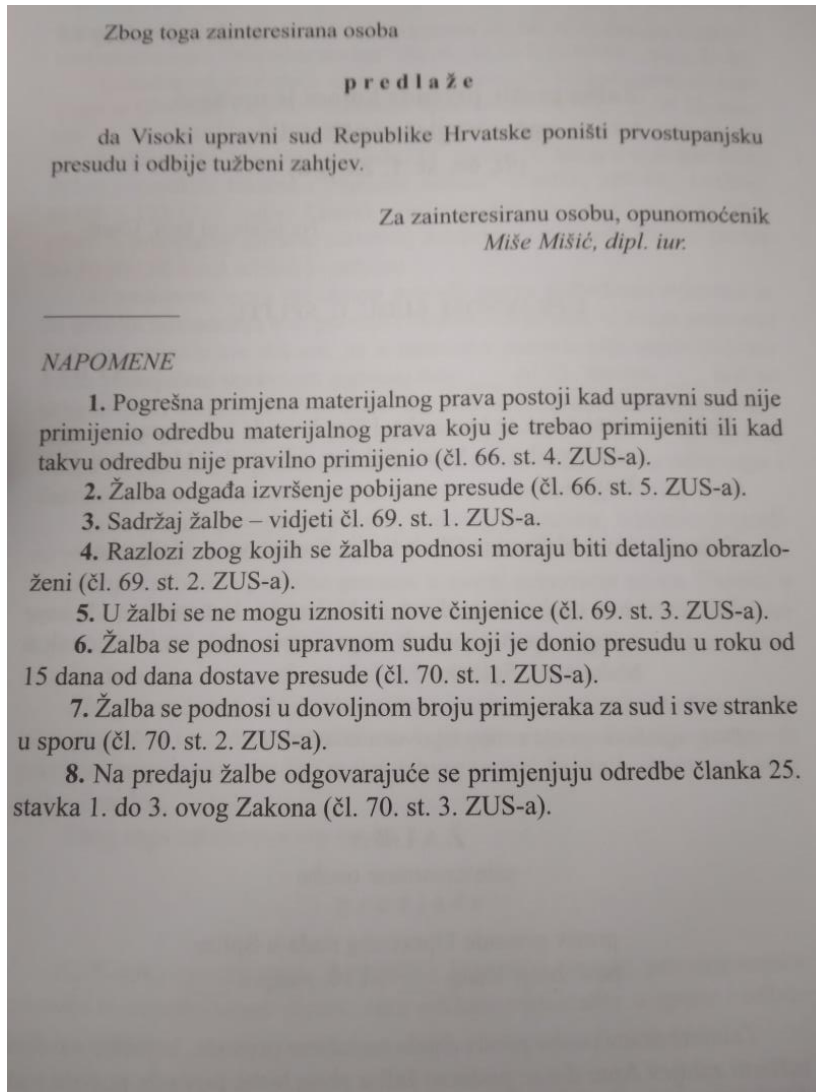 Zbog toga zainteresirana osoba
predlaže
da Visoki upravni sud Republike Hrvatske poništi prvostupanjsku
presudu i odbije tužbeni zahtjev.
Za zainteresiranu osobu, opunomoćenik
Miše Mišić, dipl. iur.
NAPOMENE
1. Pogrešna primjena materijalnog prava postoji kad upravni sud nije
primijenio odredbu materijalnog prava koju je trebao primijeniti ili kad
takvu odredbu nije pravilno primijenio (čl. 66. st. 4. ZUS-a).
2. Žalba odgađa izvršenje pobijane presude (čl. 66. st. 5. ZUS-a).
3. Sadržaj žalbe – vidjeti čl. 69. st. 1. ZUS-a.
4. Razlozi zbog kojih se žalba podnosi moraju biti detaljno obrazlo-
ženi (čl. 69. st. 2. ZUS-a).
5. U žalbi se ne mogu iznositi nove činjenice (čl. 69. st. 3. ZUS-a).
6. Žalba se podnosi upravnom sudu koji je donio presudu u roku od
15 dana od dana dostave presude (čl. 70. st. 1. ZUS-a).
7. Žalba se podnosi u dovoljnom broju primjeraka za sud i sve stranke
u sporu (čl. 70. st. 2. ZUS-a).
8. Na predaju žalbe odgovarajuće se primjenjuju odredbe članka 25.
stavka 1. do 3. ovog Zakona (čl. 70. st. 3. ZUS-a).